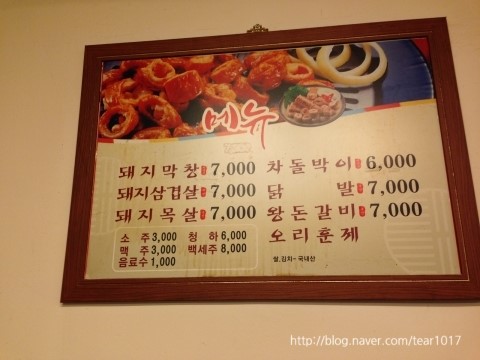 메뉴
돼지막창 7,000
돼지삼겹살 7,000
돼지목살 7,000
차돌박이 6,000
닭 발 7,000
왕돈갈비 7,000
오리훈제
소 주 3,000 청 하 6,000
맥 주 3,000 백세주 8,000
음료수 1,000
쌀,김치-국내산
http://blog.naver.com/tear1017